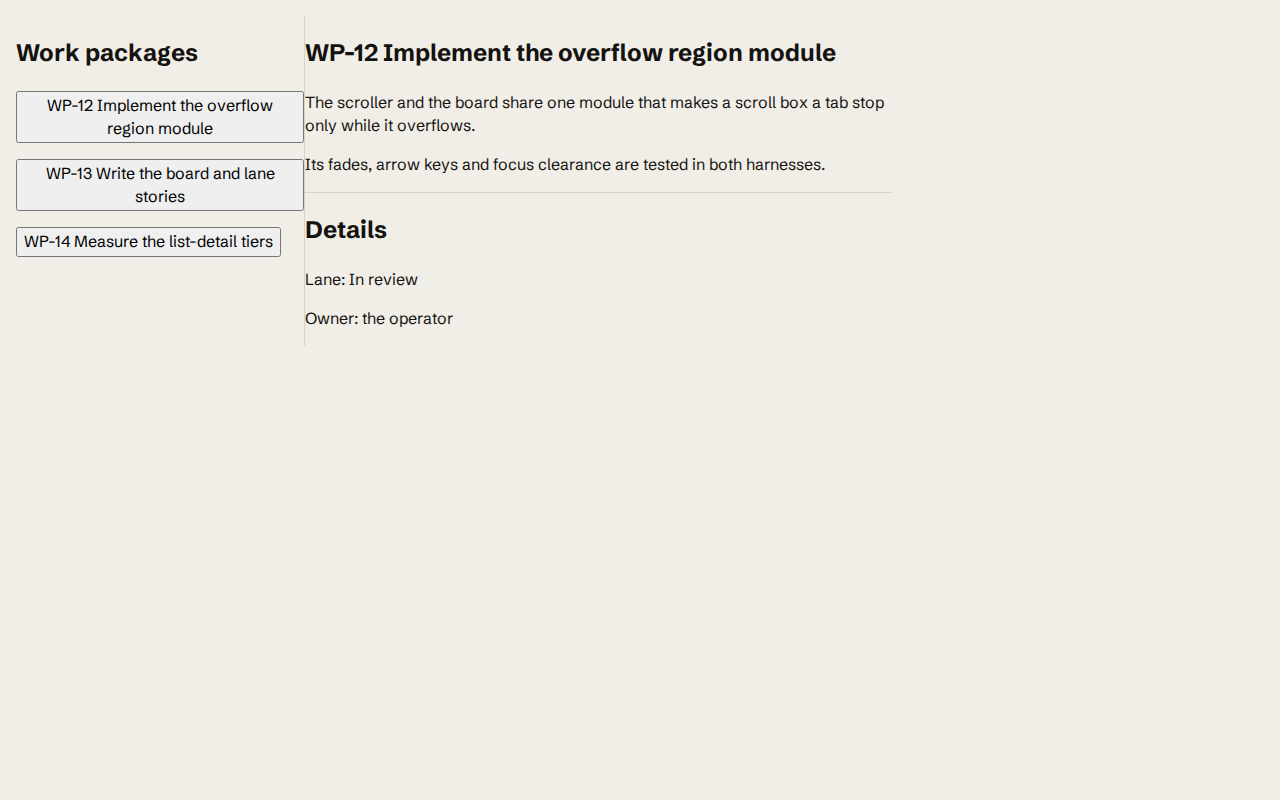 Work packages
WP-12 Implement the overflow
region module
WP-13 Write the board and lane
stories
WP-14 Measure the list-detail tiers
WP-12 Implement the overflow region module
The scroller and the board share one module that makes a scroll box a tab stop
only while it overflows.
Its fades, arrow keys and focus clearance are tested in both harnesses.
Details
Lane: In review
Owner: the operator